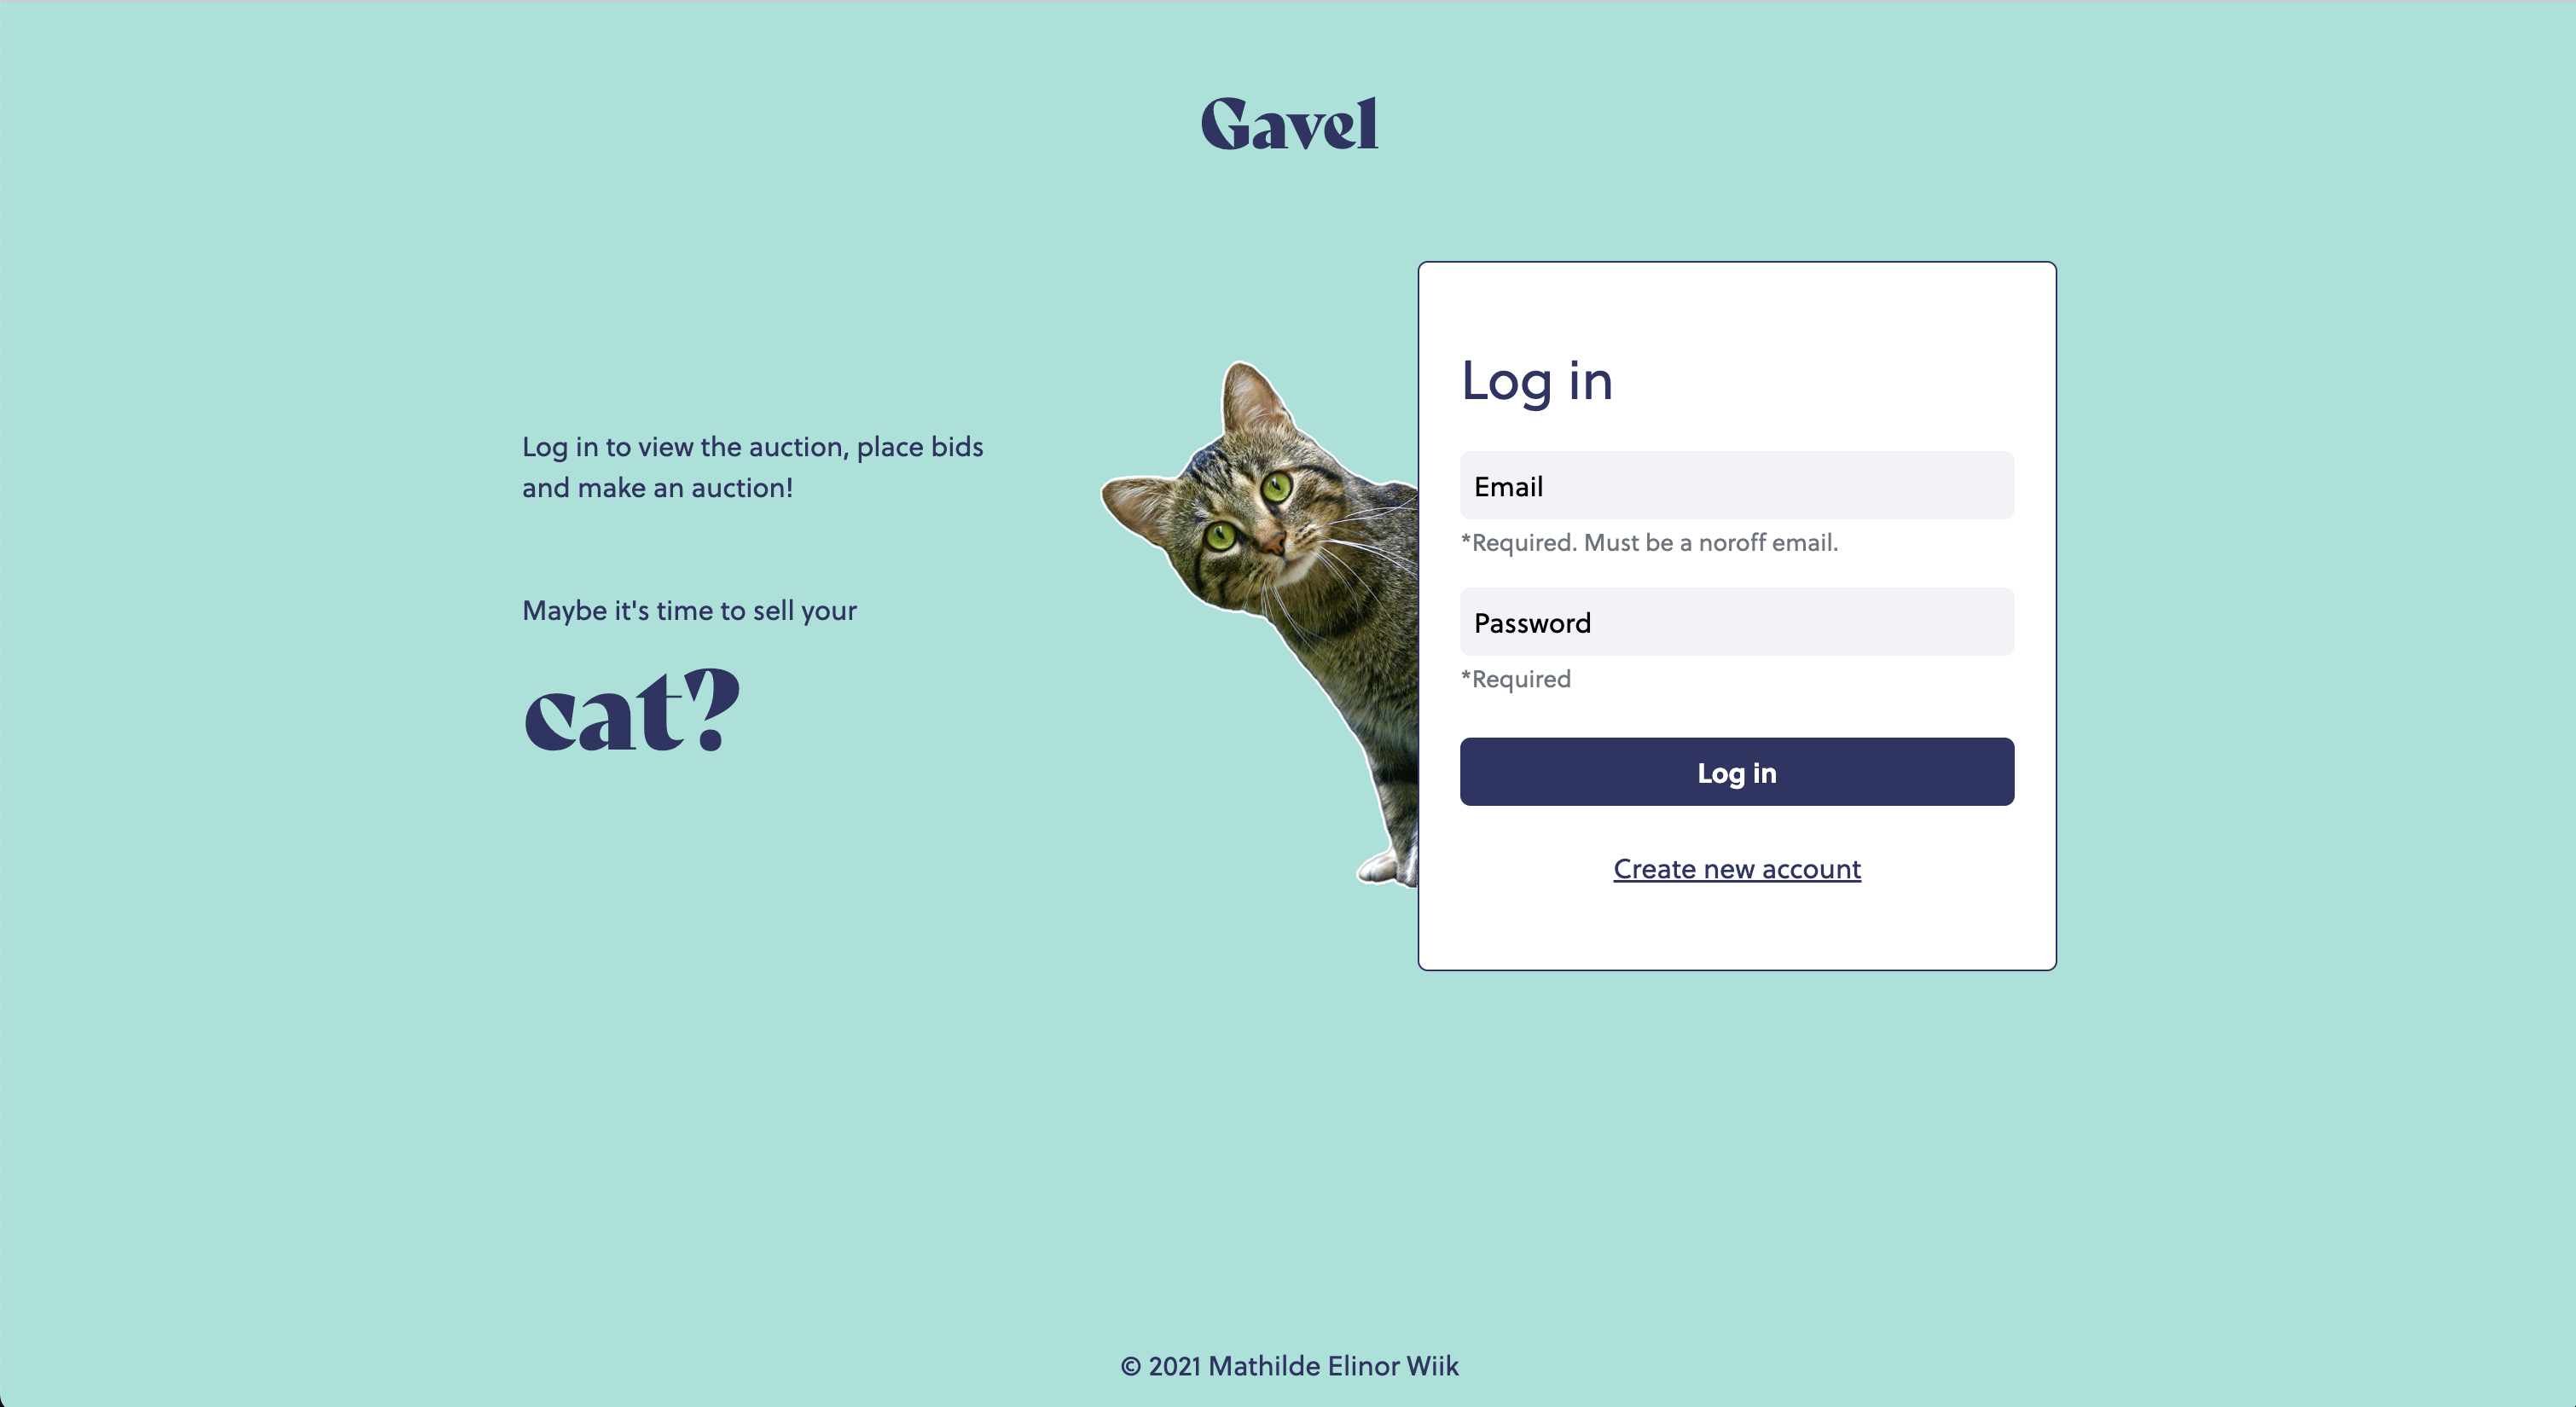 Gavel
Log in to view the auction, place bids
and make an auction!
Maybe it's time to sell your
cat?
Log in
Email
*Required. Must be a noroff email.
Password
*Required
Log in
Create new account
© 2021 Mathilde Elinor Wiik